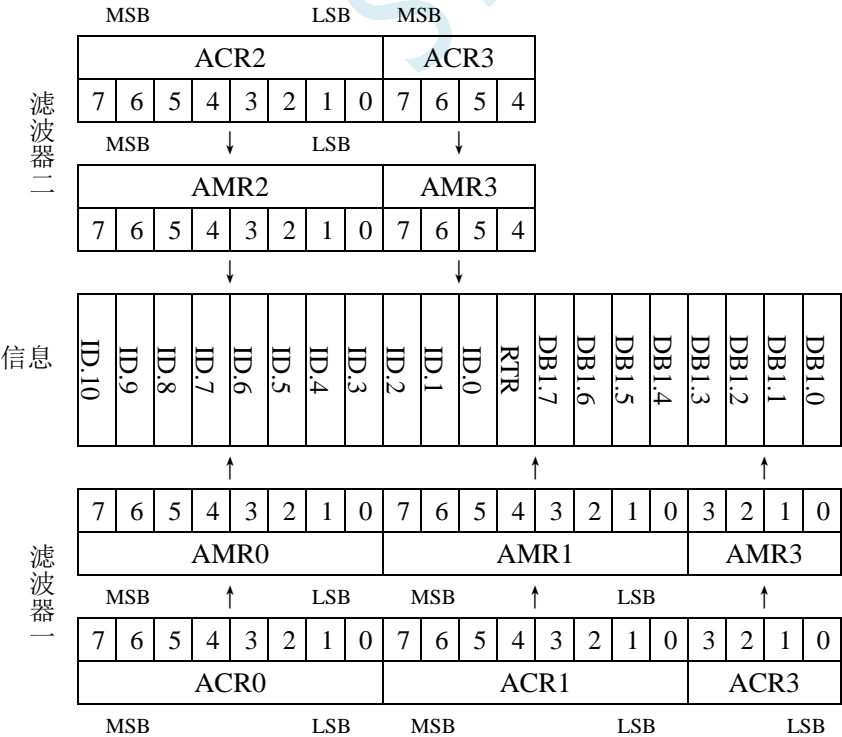 MSB LSB MSB
ACR2 ACR3
7 6 5 4 3 2 1 0 7 6 5 4
滤波器二
MSB LSB
AMR2 AMR3
7 6 5 4 3 2 1 0 7 6 5 4
信息
ID.10 ID.9 ID.8 ID.7 ID.6 ID.5 ID.4 ID.3 ID.2 ID.1 ID.0 RTR DB1.7 DB1.6 DB1.5 DB1.4 DB1.3 DB1.2 DB1.1 DB1.0
7 6 5 4 3 2 1 0 7 6 5 4 3 2 1 0 3 2 1 0
AMR0 AMR1 AMR3
滤波器一
MSB LSB MSB LSB
7 6 5 4 3 2 1 0 7 6 5 4 3 2 1 0 3 2 1 0
ACR0 ACR1 ACR3
MSB LSB MSB LSB LSB